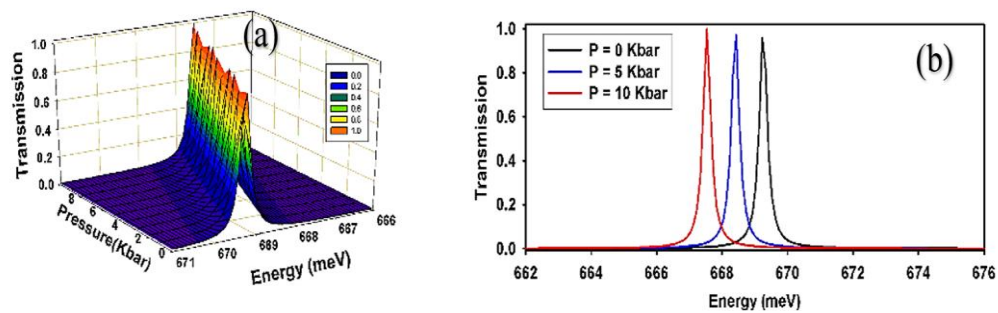 (a)
Transmission
1.0
0.8
0.6
0.4
0.2
0.0
0.0
0.2
0.4
0.6
0.8
1.0
8
6
4
2
0
Pressure(Kbar)
671
670
689
668
667
666
Energy (meV)
(b)
P = 0 Kbar
P = 5 Kbar
P = 10 Kbar
Transmission
1.0
0.8
0.6
0.4
0.2
0.0
662 664 666 668 670 672 674 676
Energy (meV)